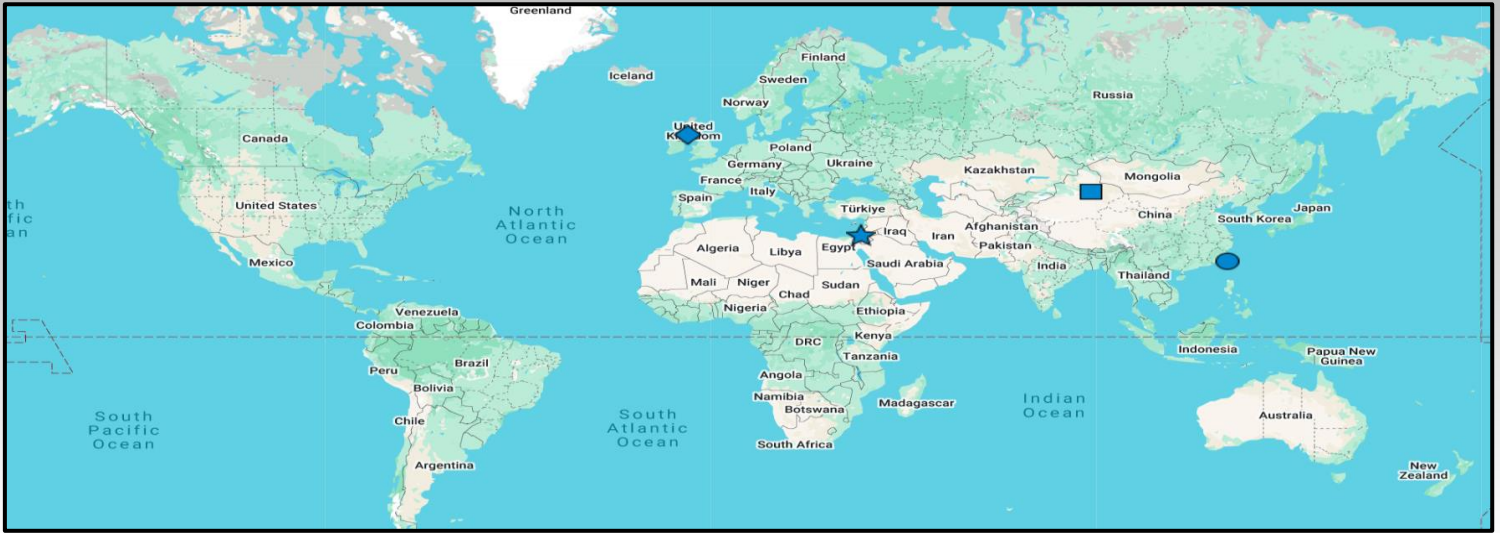 Greenland
Iceland
Finland
Sweden
Norway
Russia
United
Kingdom
Canada
Poland
Germany
Ukraine
France
Kazakhstan
Mongolia
Italy
Spain
United States
Türkiye
China
Japan
South Korea
th
fic
an
North
Atlantic
Ocean
Iraq
Iran
Afghanistan
Pakistan
Algeria
Libya
Egypt
Saudi Arabia
Mexico
India
Thailand
Mali
Niger
Chad
Sudan
Nigeria
Ethiopia
Venezuela
Colombia
Kenya
DRC
Tanzania
Indonesia
Papua New
Guinea
Brazil
Peru
Bolivia
Angola
Namibia
Botswana
Madagascar
Indian
Ocean
Chile
South
Pacific
Ocean
South
Atlantic
Ocean
Australia
South Africa
Argentina
New
Zealand